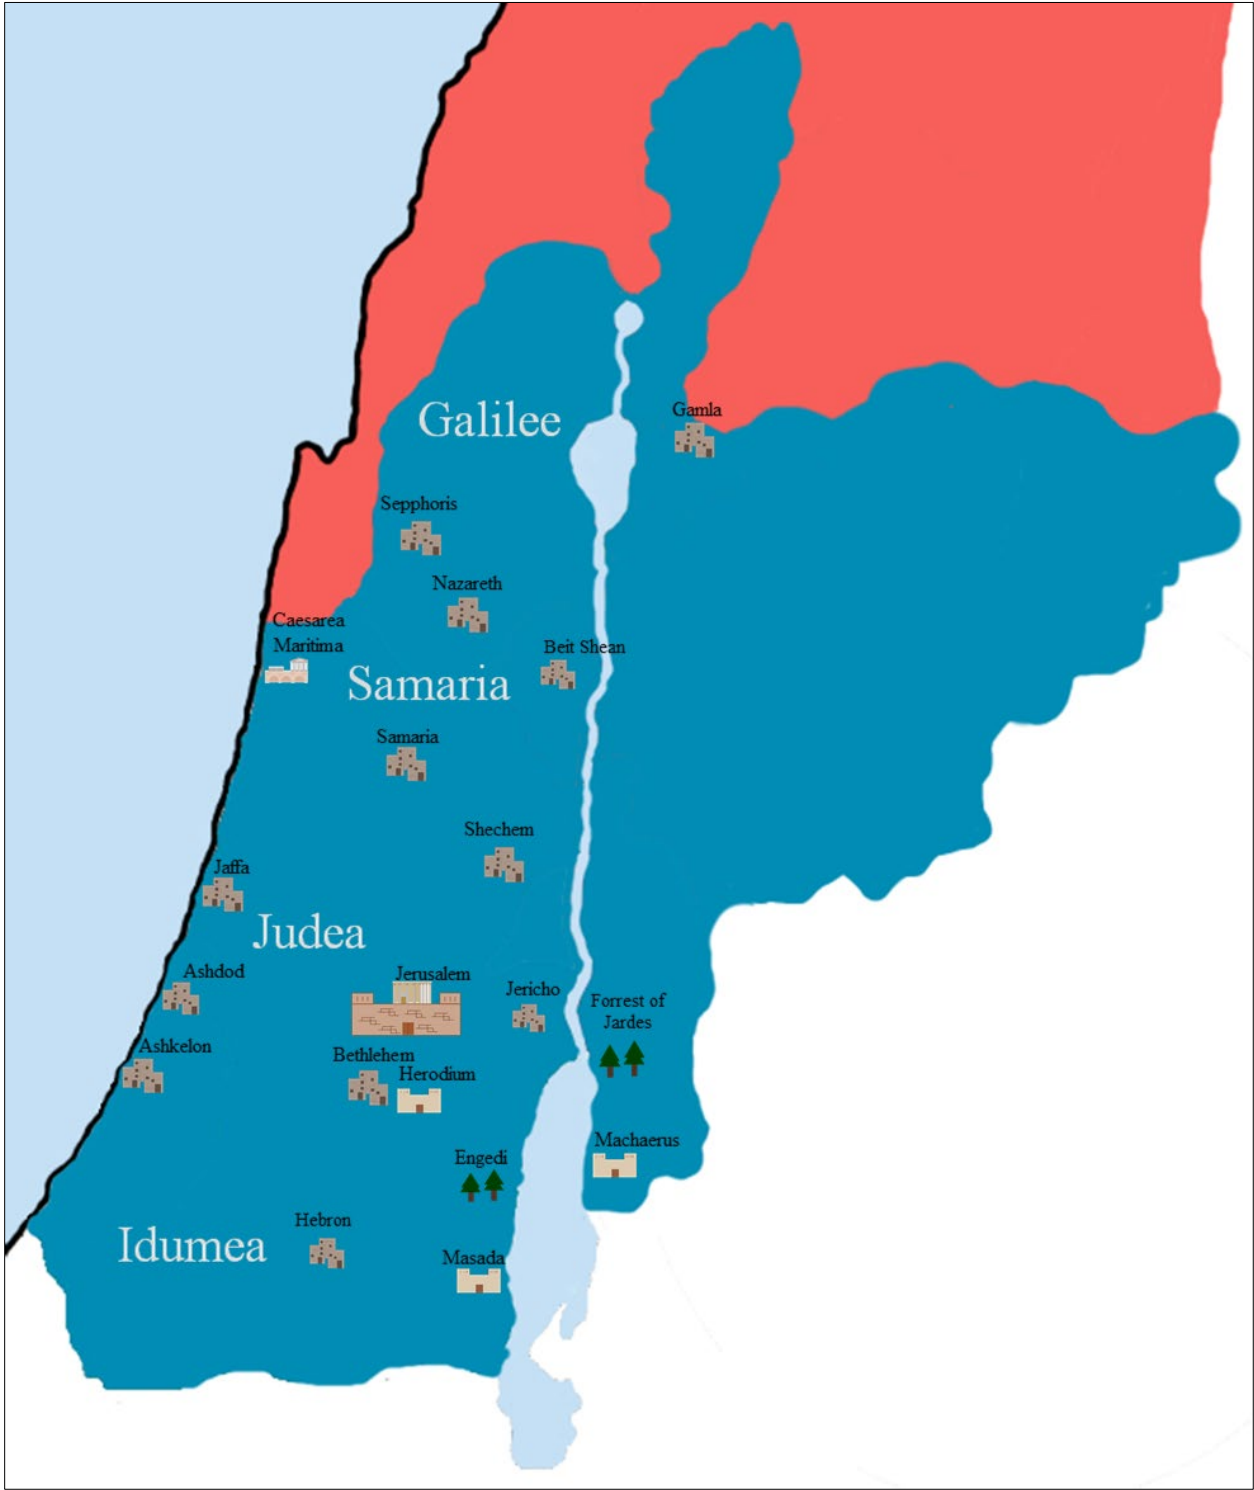 Gamla
Galilee
Sepphoris
Nazareth
Caesarea
Maritima
Beit Shean
Samaria
Samaria
Shechem
Jaffa
Judea
Ashdod
Jerusalem
Jericho
Forrest of
Jardes
Ashkelon
Bethlehem
Herodium
Machaerus
Engedi
Hebron
Idumea
Masada